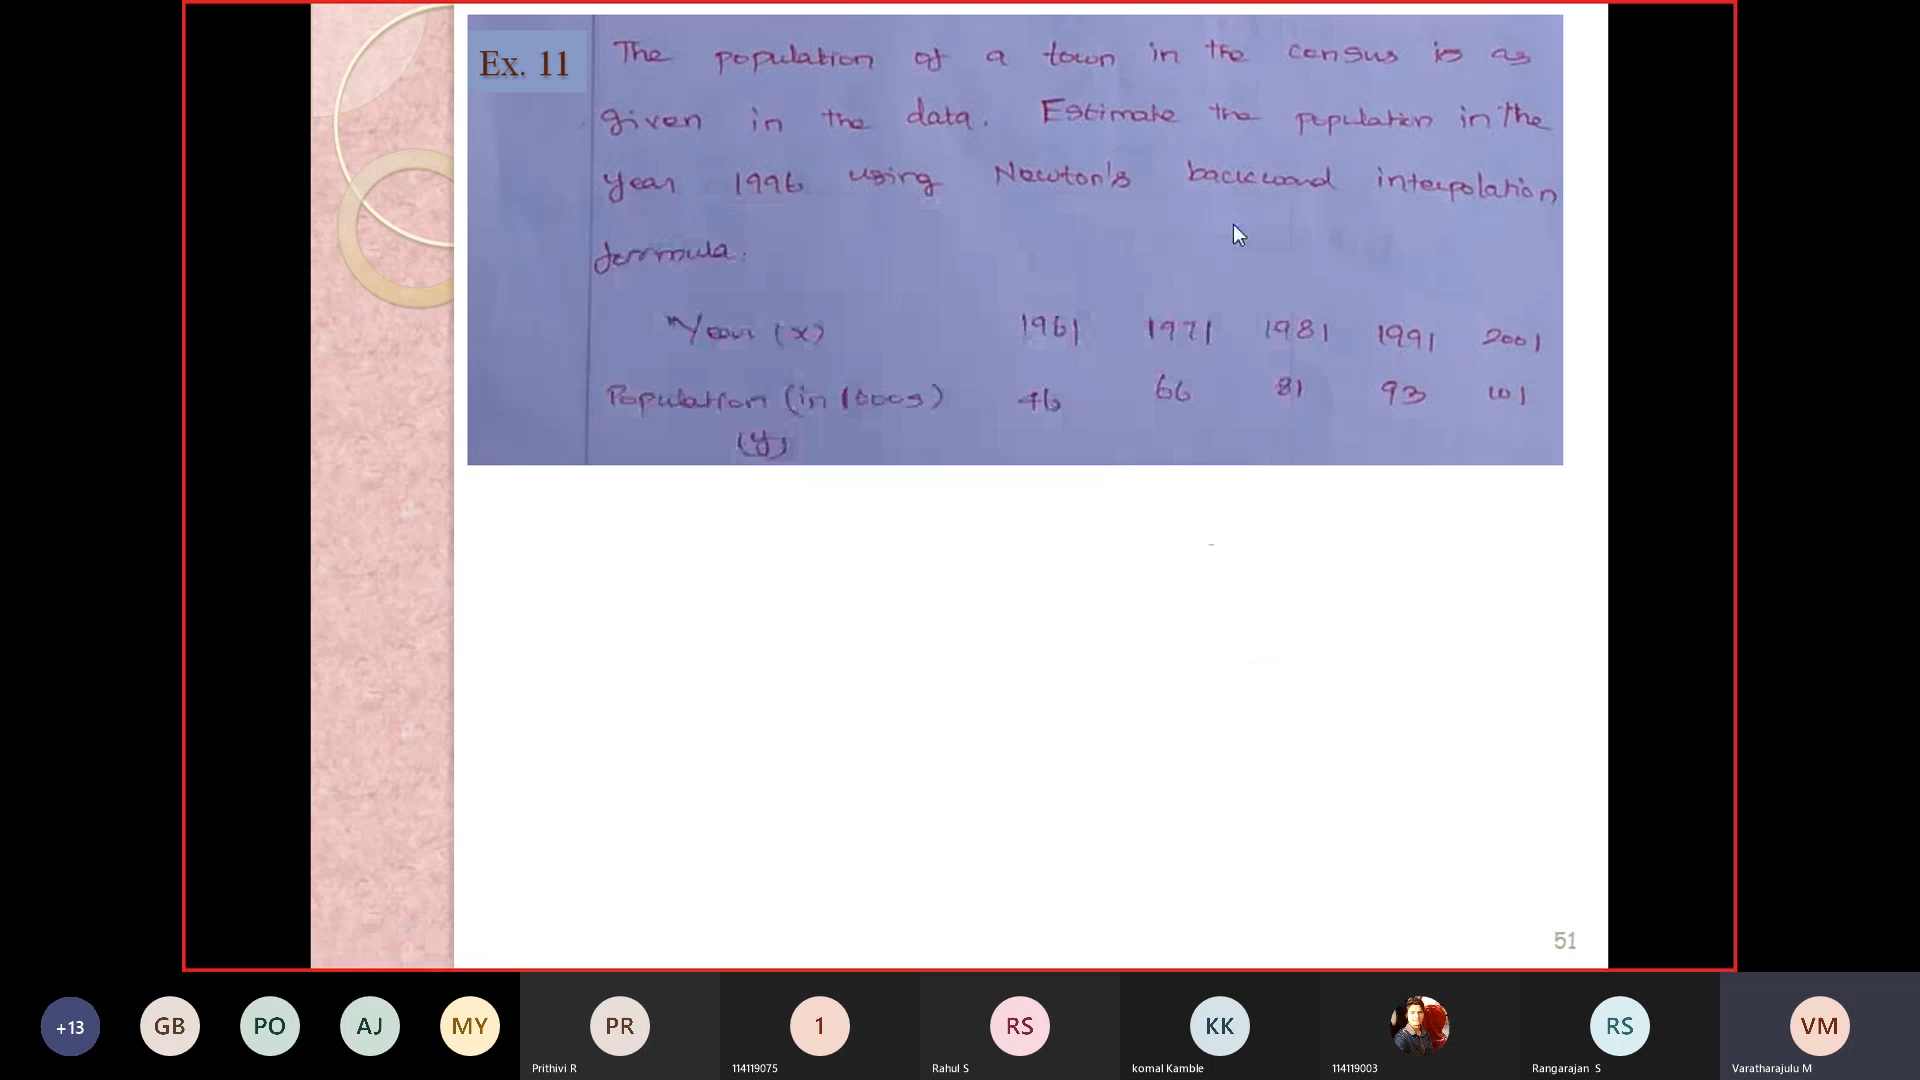 Ex. 11
The population of a town in the census is as
given in the data. Estimate the population in the
year 1996 using Newton's backward interpolation
formula.
Year (x) 1961 1971 1981 1991 2001
Population (in 1000s) 46 66 81 93 101
(y)
51
+13 GB PO AJ MY PR 1 RS KK RS VM
Prithivi R 114119075 Rahul S komal Kamble 114119003 Rangarajan S Varatharajulu M